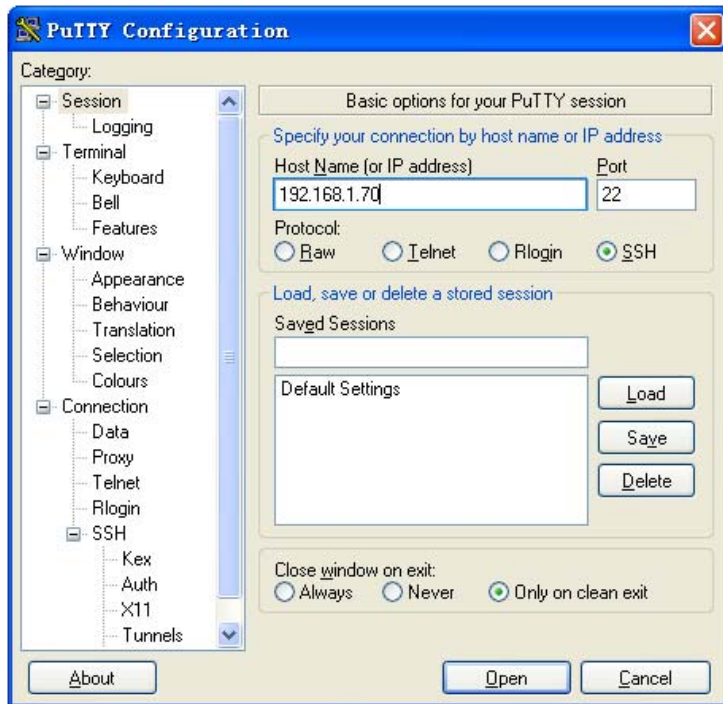 PuTTY Configuration
Category:
Session
Logging
Terminal
Keyboard
Bell
Features
Window
Appearance
Behaviour
Translation
Selection
Colours
Connection
Data
Proxy
Telnet
Rlogin
SSH
Kex
Auth
X11
Tunnels
Basic options for your PuTTY session
Specify your connection by host name or IP address
Host Name (or IP address) Port
192.168.1.70 22
Protocol:
Raw Telnet Rlogin SSH
Load, save or delete a stored session
Saved Sessions
Default Settings
Load
Save
Delete
Close window on exit:
Always Never Only on clean exit
About Open Cancel